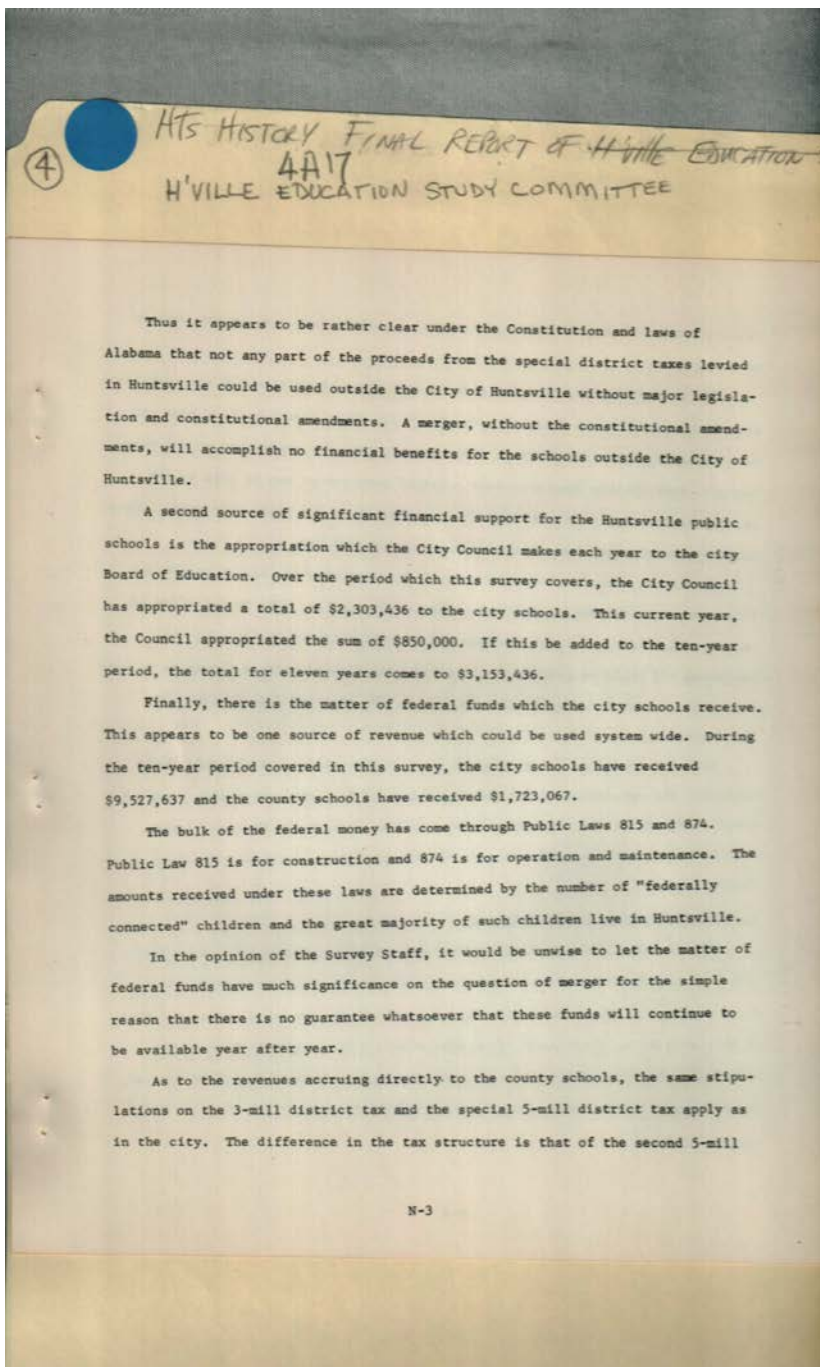 HTS HISTORY FINAL REPORT OF H'ville EDUCATION
4
4A17
H'VILLE EDUCATION STUDY COMMITTEE
Thus it appears to be rather clear under the Constitution and laws of
Alabama that not any part of the proceeds from the special district taxes levied
in Huntsville could be used outside the City of Huntsville without major legisla-
tion and constitutional amendments. A merger, without the constitutional amend-
ments, will accomplish no financial benefits for the schools outside the City of
Huntsville.
A second source of significant financial support for the Huntsville public
schools is the appropriation which the City Council makes each year to the city
Board of Education. Over the period which this survey covers, the City Council
has appropriated a total of $2,303,436 to the city schools. This current year,
the Council appropriated the sum of $850,000. If this be added to the ten-year
period, the total for eleven years comes to $3,153,436.
Finally, there is the matter of federal funds which the city schools receive.
This appears to be one source of revenue which could be used system wide. During
the ten-year period covered in this survey, the city schools have received
$9,527,637 and the county schools have received $1,723,067.
The bulk of the federal money has come through Public Laws 815 and 874.
Public Law 815 is for construction and 874 is for operation and maintenance. The
amounts received under these laws are determined by the number of "federally
connected" children and the great majority of such children live in Huntsville.
In the opinion of the Survey Staff, it would be unwise to let the matter of
federal funds have much significance on the question of merger for the simple
reason that there is no guarantee whatsoever that these funds will continue to
be available year after year.
As to the revenues accruing directly to the county schools, the same stipu-
lations on the 3-mill district tax and the special 5-mill district tax apply as
in the city. The difference in the tax structure is that of the second 5-mill
N-3